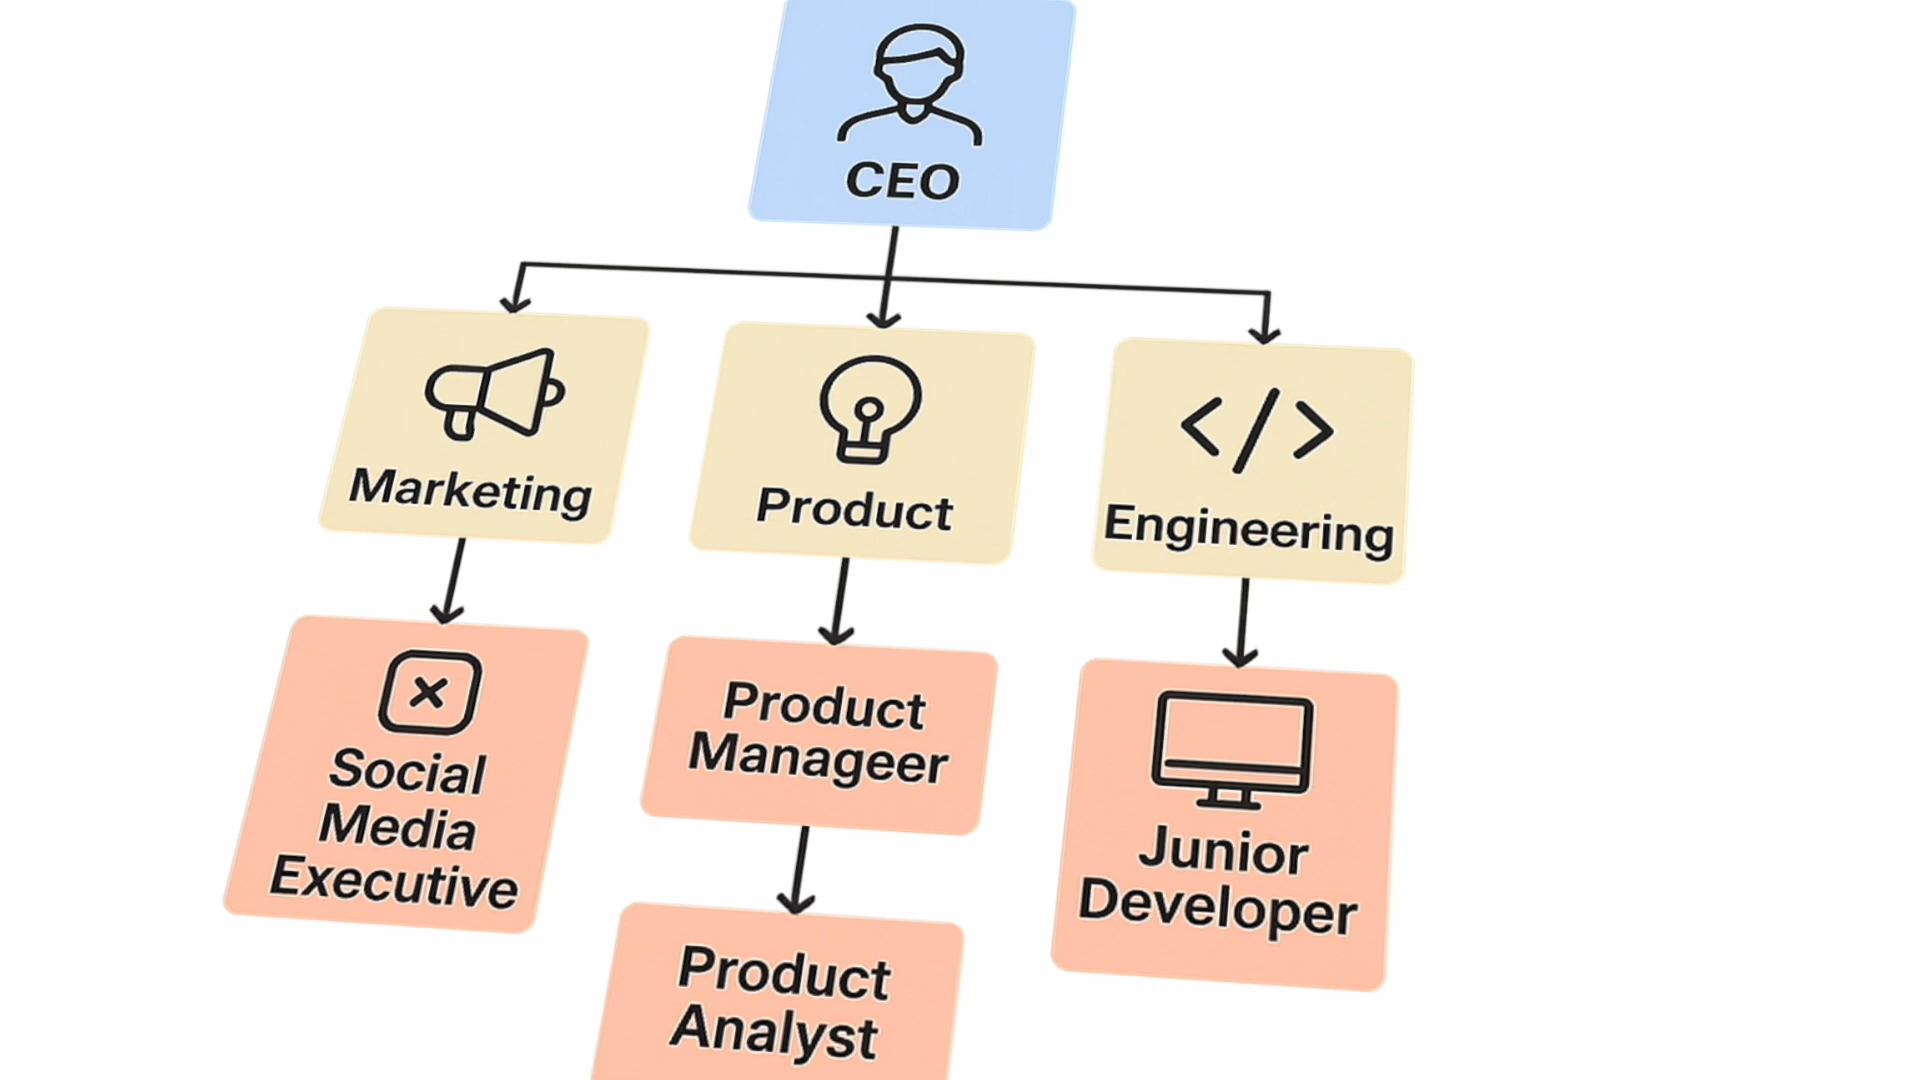 CEO
Marketing
Product
Engineering
Social
Media
Executive
Product
Manageer
Junior
Developer
Product
Analyst